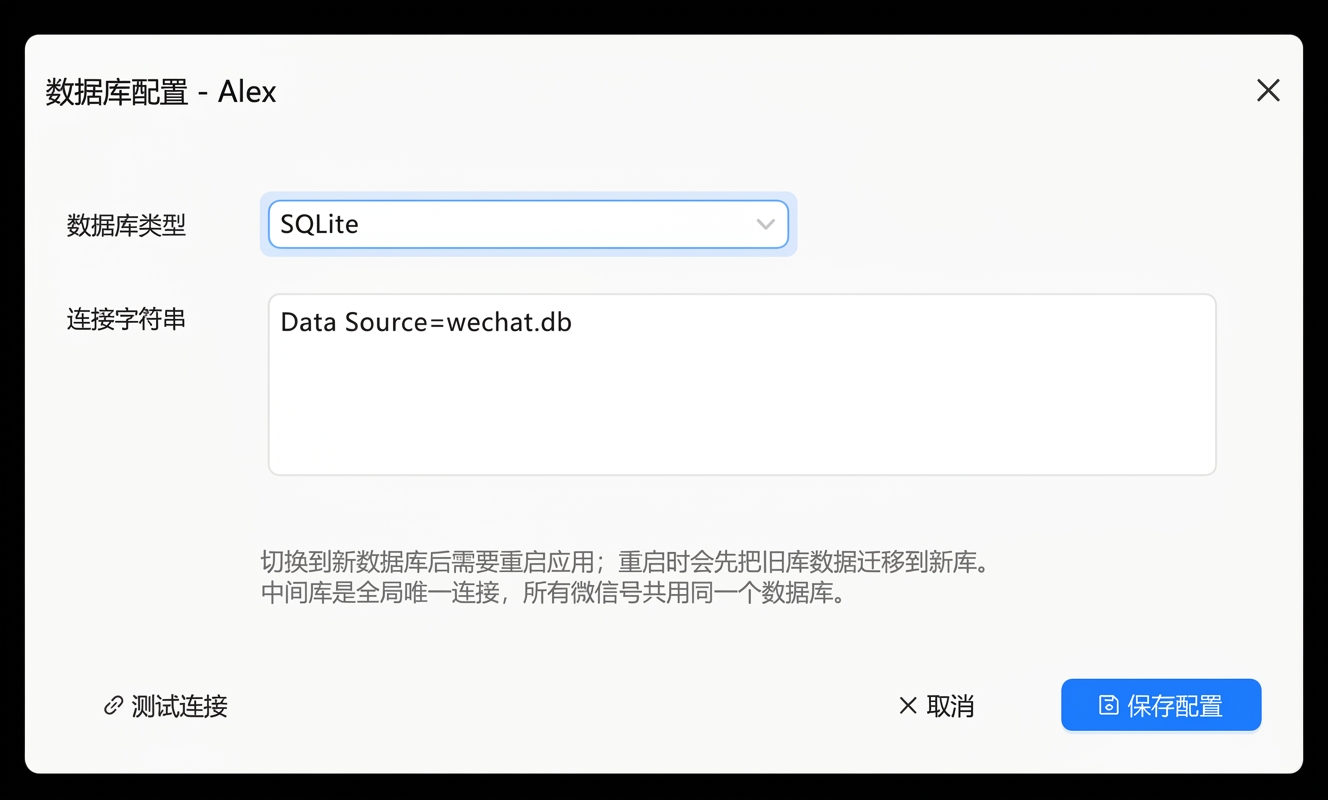 数据库配置 - Alex
数据库类型
SQLite
连接字符串
Data Source=wechat.db
切换到新数据库后需要重启应用；重启时会先把旧库数据迁移到新库。
中间库是全局唯一连接，所有微信号共用同一个数据库。
测试连接
取消
保存配置